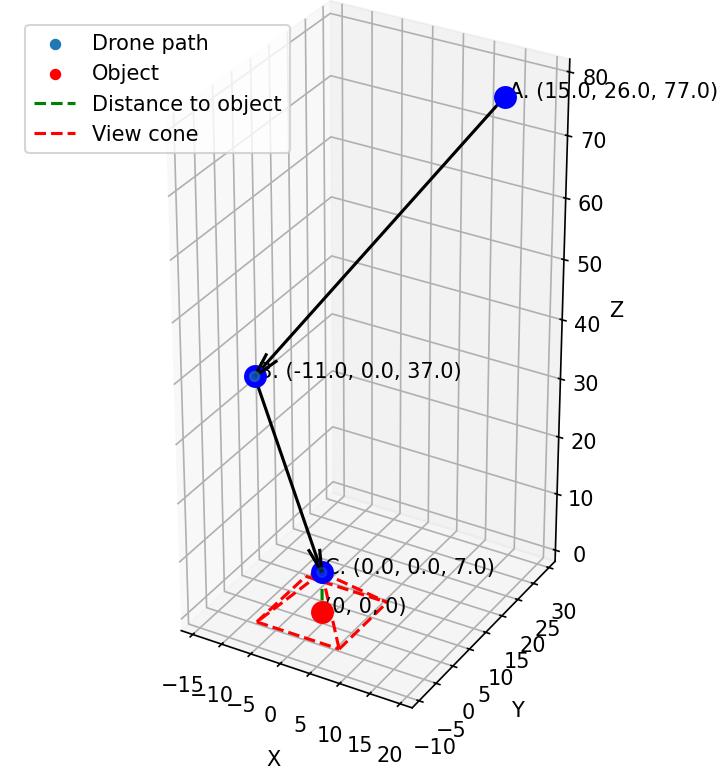 Drone path
Object
Distance to object
View cone
A. (15.0, 26.0, 77.0)
B. (-11.0, 0.0, 37.0)
C. (0.0, 0.0, 7.0)
(0, 0, 0)
80
70
60
50
40
30
20
10
0
Z
30
25
20
15
10
5
0
−5
−10
Y
−15
−10
−5
0
5
10
15
20
X